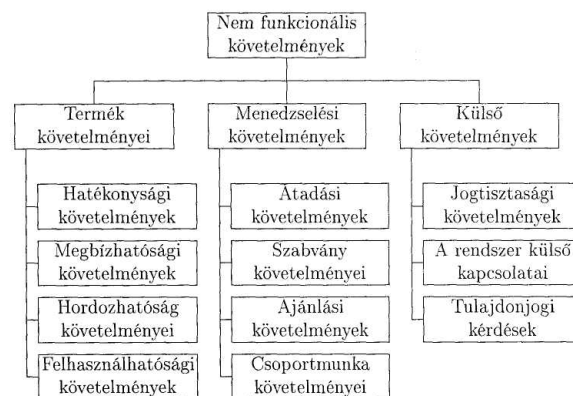 Nem funkcionális
követelmények
Termék
követelményei
Menedzselési
követelmények
Külső
követelmények
Hatékonysági
követelmények
Megbízhatósági
követelmények
Hordozhatóság
követelményei
Felhasználhatósági
követelmények
Átadási
követelmények
Szabvány
követelményei
Ajánlási
követelmények
Csoportmunka
követelményei
Jogtisztasági
követelmények
A rendszer külső
kapcsolatai
Tulajdonjogi
kérdések